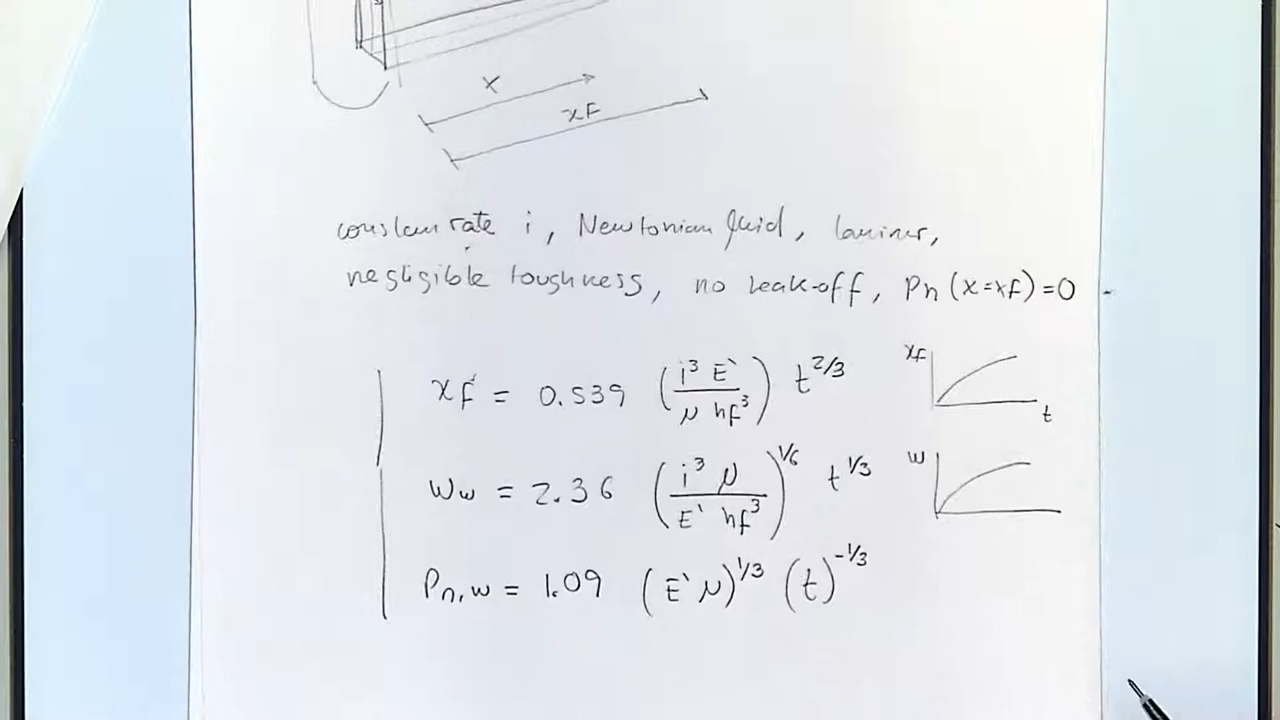 x
xf
constan rate i, Newtonian fluid, laminar,
negligible toughness, no leak-off, Pn (x=xf)=0
xf = 0.539 (i³ E' / μ hf³) t^2/3
xf
t
Ww = 2.36 (i³ μ / E' hf³)^1/6 t^1/3
w
Pn,w = 1.09 (E' μ)^1/3 (t)^-1/3